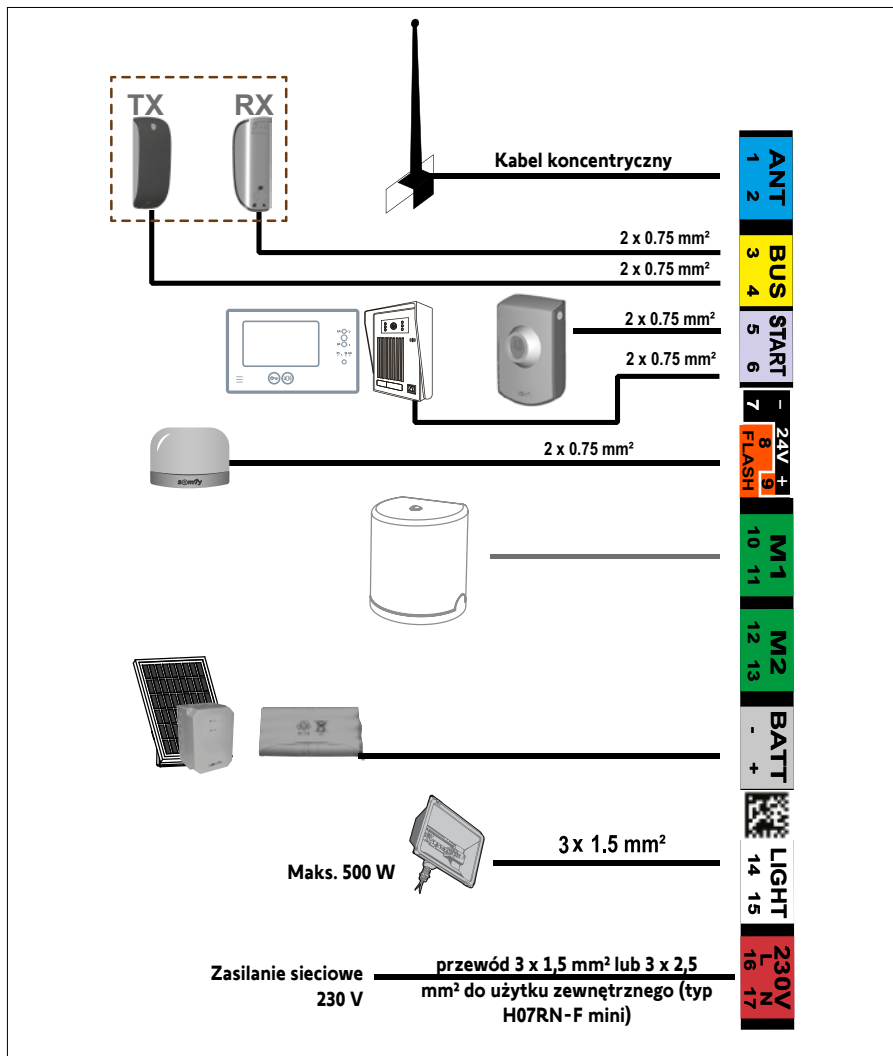 TX RX
Kabel koncentryczny
2 x 0.75 mm²
2 x 0.75 mm²
2 x 0.75 mm²
2 x 0.75 mm²
2 x 0.75 mm²
somfy
3 x 1.5 mm²
Maks. 500 W
Zasilanie sieciowe
230 V
przewód 3 x 1,5 mm² lub 3 x 2,5
mm² do użytku zewnętrznego (typ
H07RN-F mini)
ANT
1 2
BUS
3 4
START
5 6
- 24V +
7 8 9
FLASH
M1
10 11
M2
12 13
BATT
- +
LIGHT
14 15
230V
L N
16 17